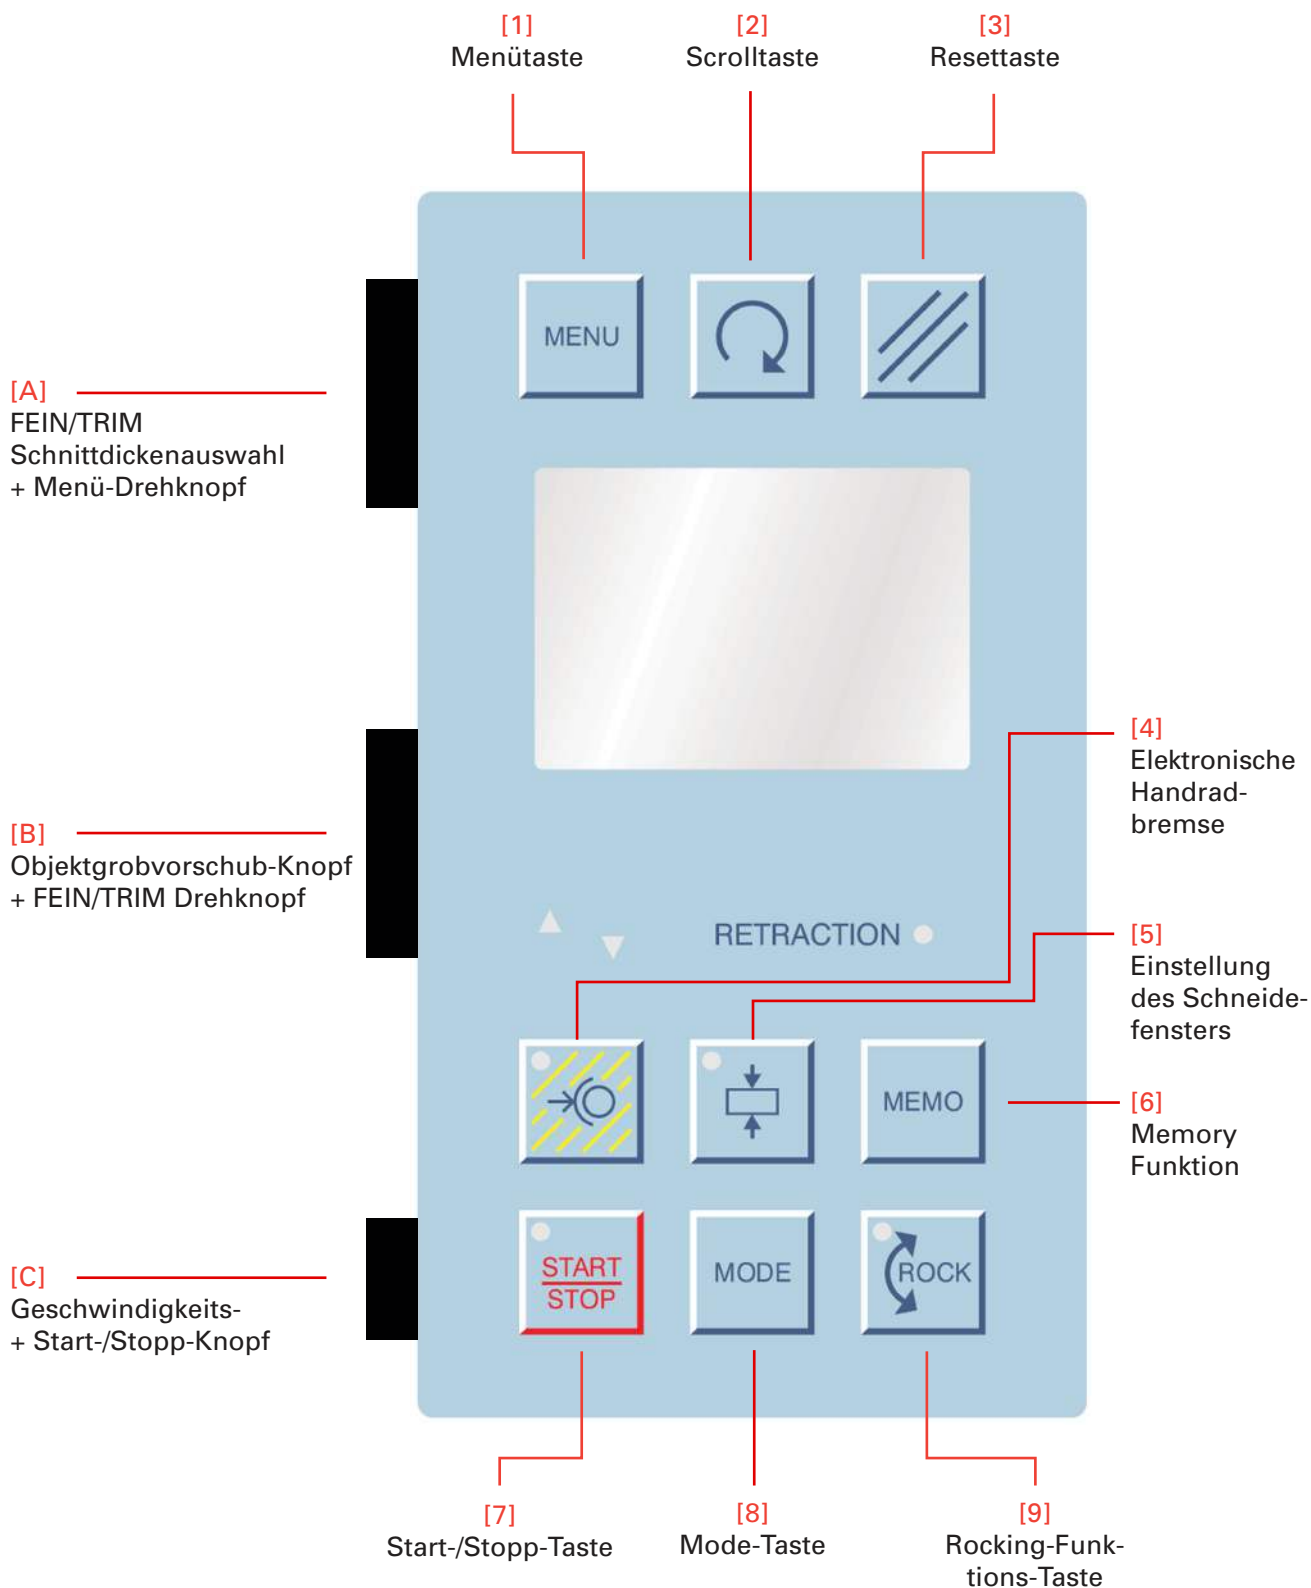 [1]
Menütaste
[2]
Scrolltaste
[3]
Resettaste
MENU
[A]
FEIN/TRIM
Schnittdickenauswahl
+ Menü-Drehknopf
[4]
Elektronische
Handrad-
bremse
[B]
Objektgrobvorschub-Knopf
+ FEIN/TRIM Drehknopf
RETRACTION
[5]
Einstellung
des Schneide-
fensters
MEMO
[6]
Memory
Funktion
START
STOP
MODE
ROCK
[C]
Geschwindigkeits-
+ Start-/Stopp-Knopf
[7]
Start-/Stopp-Taste
[8]
Mode-Taste
[9]
Rocking-Funk-
tions-Taste